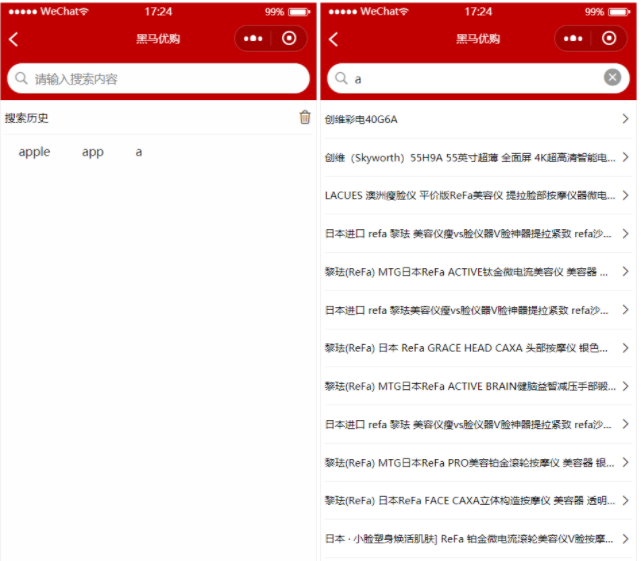 WeChat 17:24 99%
黑马优购
请输入搜索内容
搜索历史
apple app a
WeChat 17:24 99%
黑马优购
a
创维彩电40G6A
创维（Skyworth）55H9A 55英寸超薄 全面屏 4K超高清智能电...
LACUES 澳洲瘦脸仪 平价版ReFa美容仪 提拉脸部按摩仪器微电...
日本进口 refa 黎珐 美容仪瘦vs脸仪器V脸神器提拉紧致 refa沙...
黎珐(ReFa) MTG日本ReFa ACTIVE钛金微电流美容仪 美容器 ...
日本进口 refa 黎珐美容仪瘦vs脸仪器V脸神器提拉紧致 refa沙...
黎珐(ReFa) 日本 ReFa GRACE HEAD CAXA 头部按摩仪 银色...
黎珐(ReFa) MTG日本ReFa ACTIVE BRAIN健脑益智减压手部锻...
日本进口 refa 黎珐 美容仪瘦vs脸仪器V脸神器提拉紧致 refa沙...
黎珐(ReFa) MTG日本ReFa PRO美容铂金滚轮按摩仪 美容器 银...
黎珐(ReFa) 日本ReFa FACE CAXA立体构造按摩仪 美容器 透明...
日本 · 小脸塑身焕活肌肤] ReFa 铂金微电流滚轮美容仪V脸按摩...